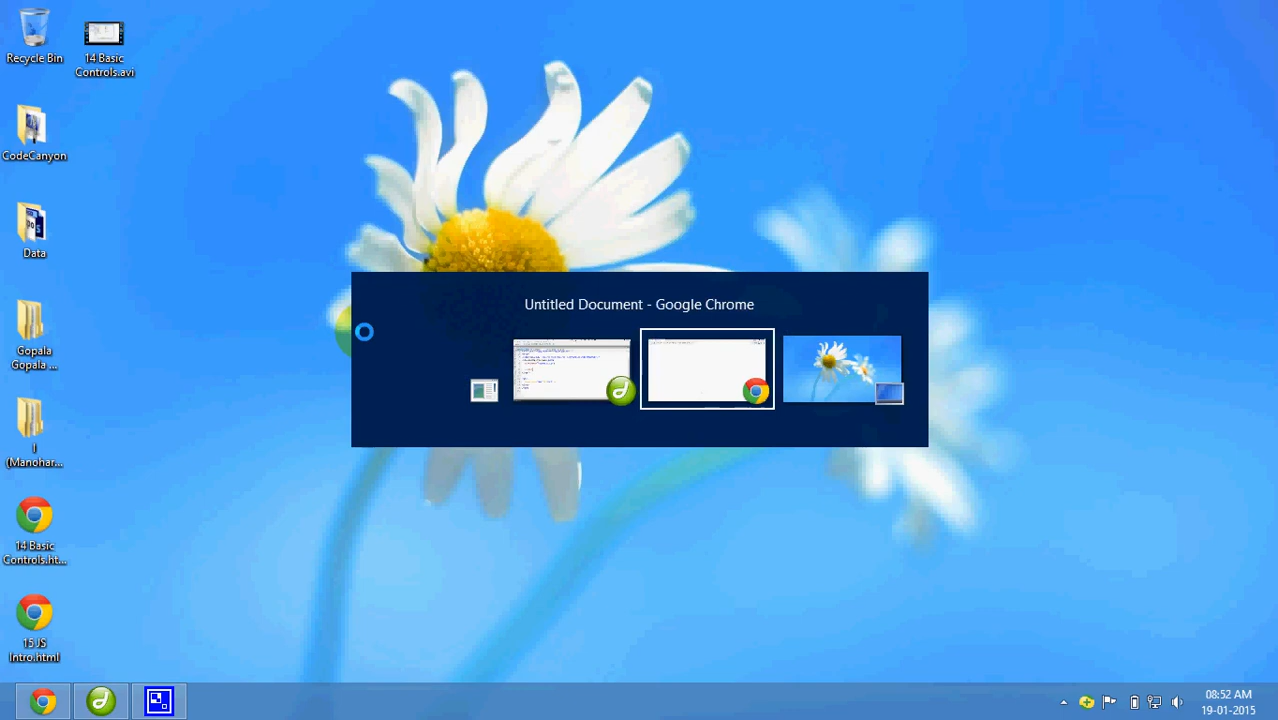 Recycle Bin
14 Basic
Controls.avi
CodeCanyon
Data
Gopala
Gopala ...
1
(Manohar...
14 Basic
Controls.ht...
15 JS
Intro.html
Untitled Document - Google Chrome
08:52 AM
19-01-2015